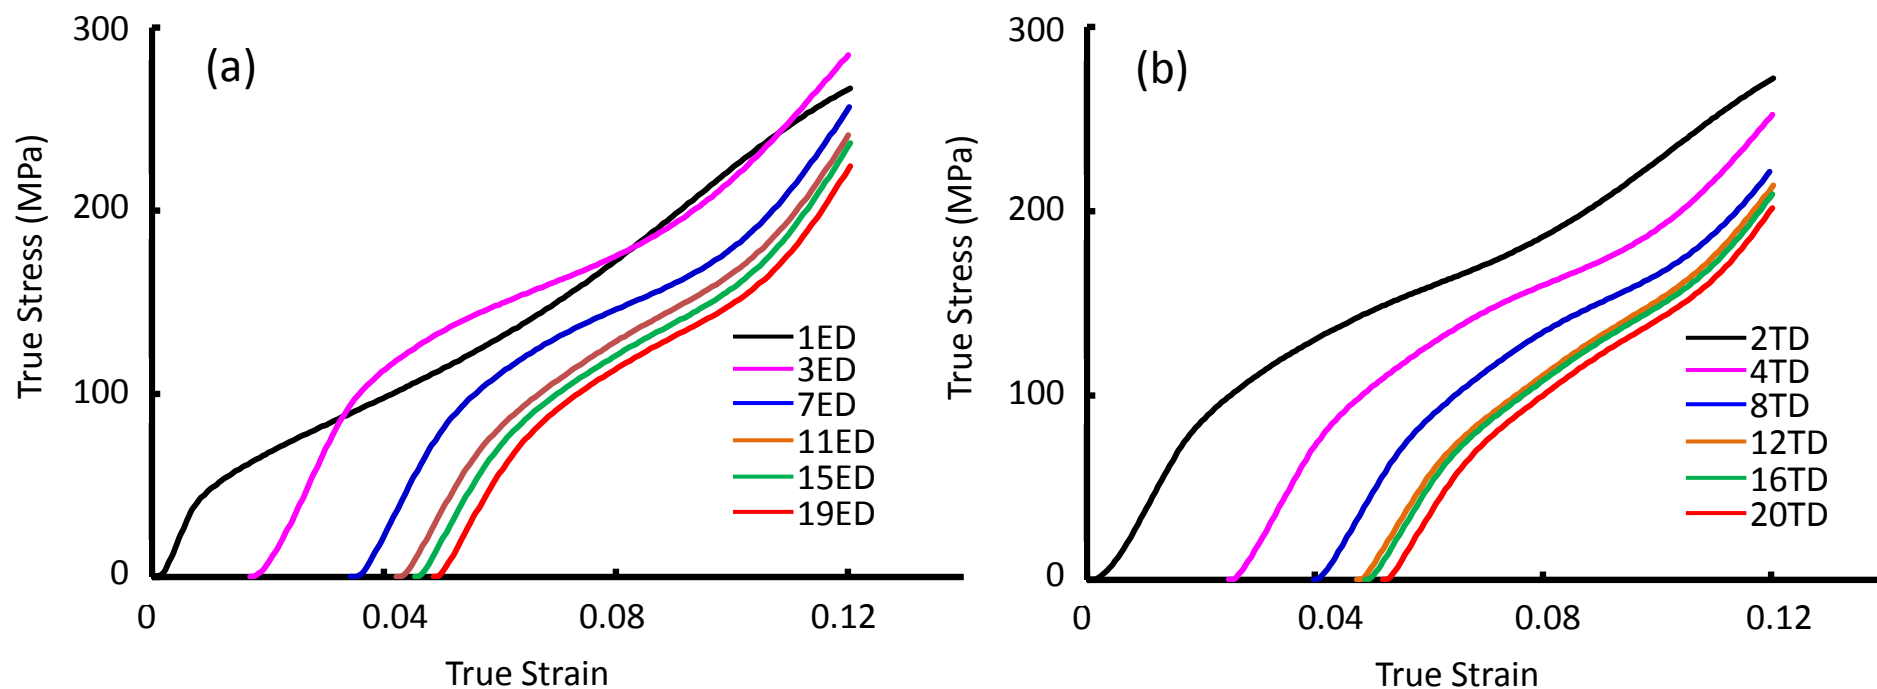 (a)
True Stress (MPa)
300
200
100
0
0 0.04 0.08 0.12
True Strain
1ED
3ED
7ED
11ED
15ED
19ED
(b)
True Stress (MPa)
300
200
100
0
0 0.04 0.08 0.12
True Strain
2TD
4TD
8TD
12TD
16TD
20TD